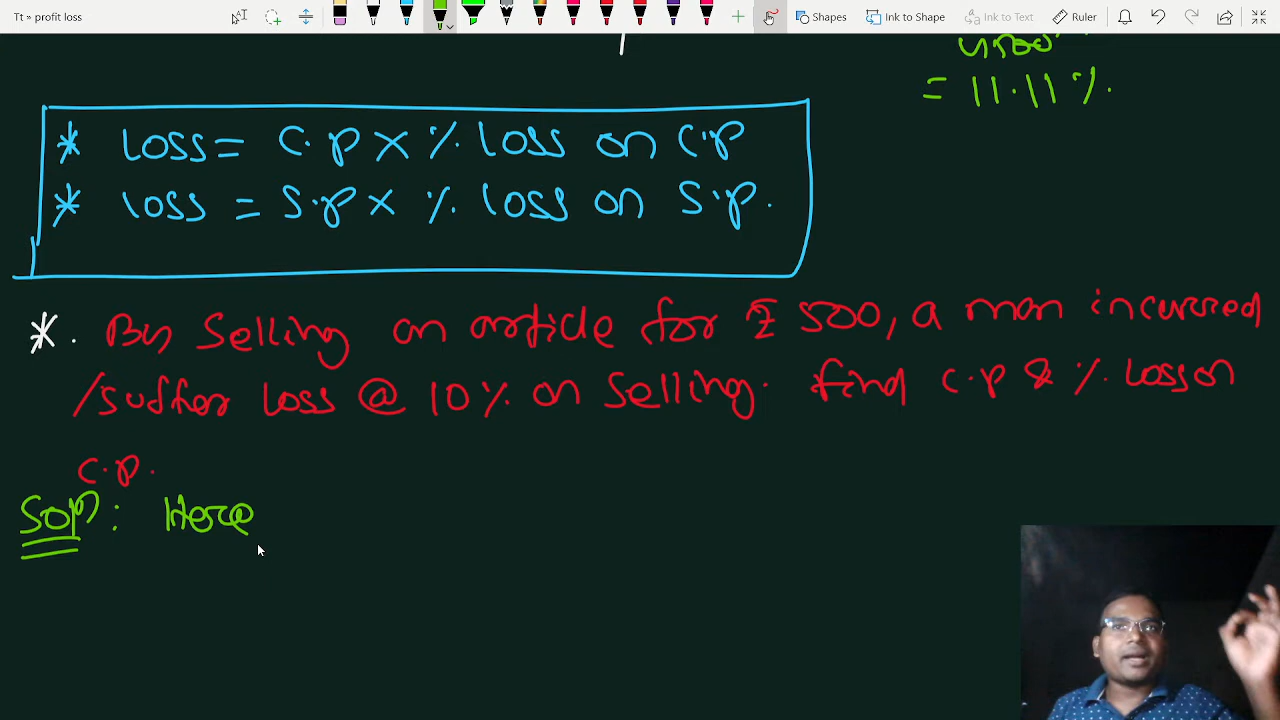 Tt » profit loss
Shapes
Ink to Shape
Ink to Text
Ruler
= 11.11 %.
* Loss = C.P × % Loss on C.P
* Loss = S.P × % Loss on S.P.
*. By Selling an article for ₹ 500, a man incurred
/suffer loss @ 10% on selling. find C.P & % Loss on
C.P.
Solⁿ: Here